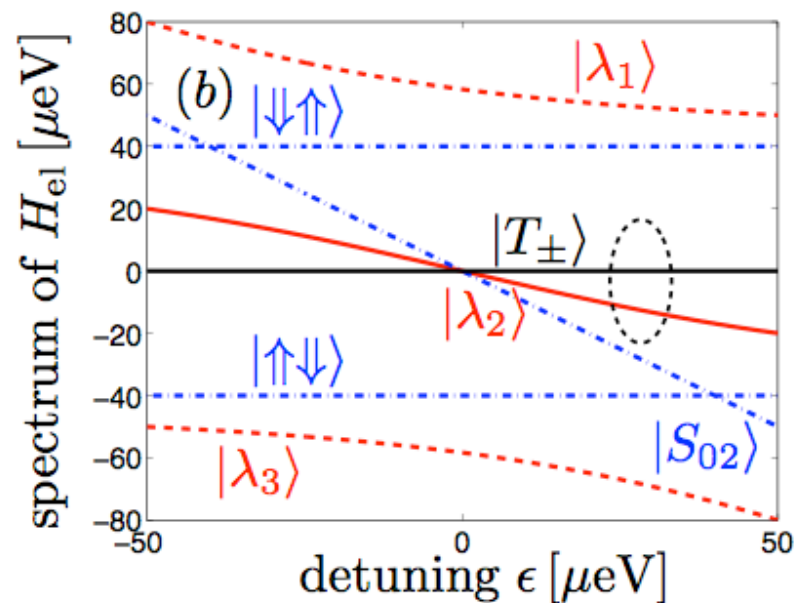 80
60
40
20
0
−20
−40
−60
−80
spectrum of H_el [μeV]
(b)
|λ₁⟩
|⇓⇑⟩
|T±⟩
|λ₂⟩
|⇑⇓⟩
|S₀₂⟩
|λ₃⟩
−50
0
50
detuning ϵ [μeV]